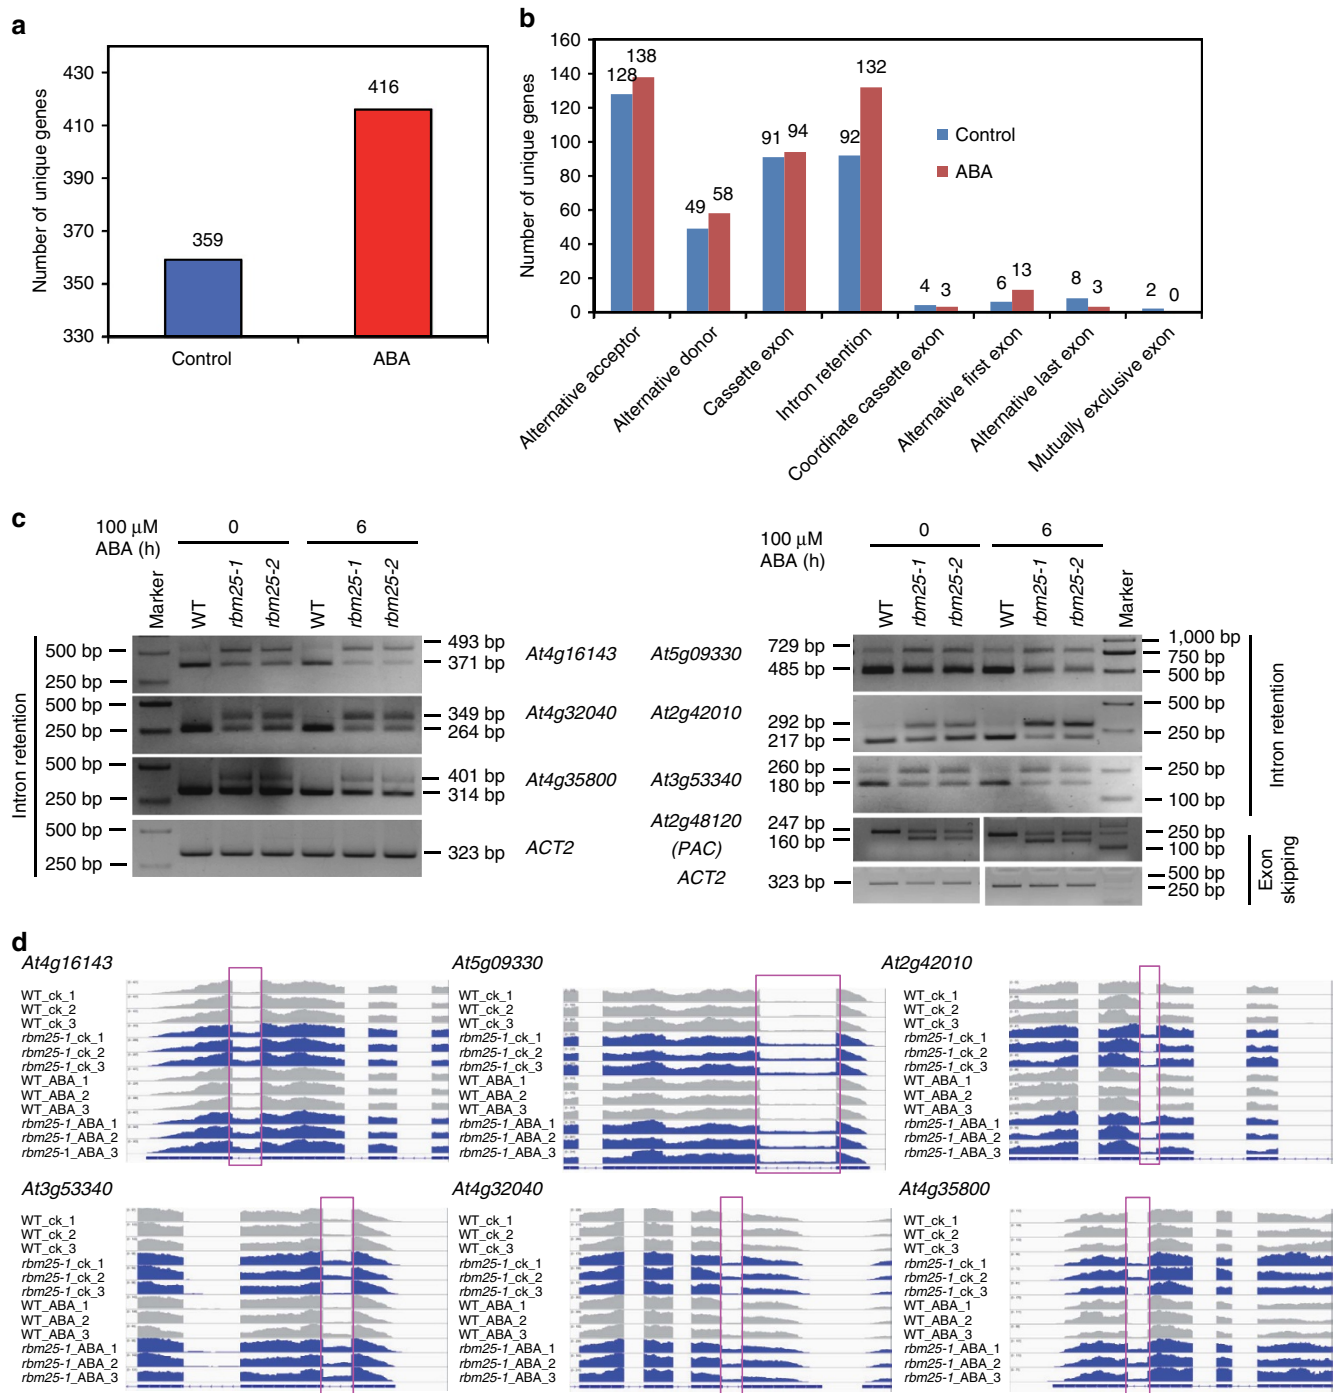 a
Number of unique genes
430
410
390
370
350
330
359
416
Control
ABA
b
Number of unique genes
160
140
120
100
80
60
40
20
0
128
138
49
58
91
94
92
132
4
3
6
13
8
3
2
0
Control
ABA
Alternative acceptor
Alternative donor
Cassette exon
Intron retention
Coordinate cassette exon
Alternative first exon
Alternative last exon
Mutually exclusive exon
c
100 μM
ABA (h)
0
6
Marker
WT
rbm25-1
rbm25-2
WT
rbm25-1
rbm25-2
Intron retention
500 bp
250 bp
493 bp
371 bp
At4g16143
500 bp
250 bp
349 bp
264 bp
At4g32040
500 bp
250 bp
401 bp
314 bp
At4g35800
500 bp
250 bp
323 bp
ACT2
100 μM
ABA (h)
0
6
WT
rbm25-1
rbm25-2
WT
rbm25-1
rbm25-2
Marker
At5g09330
729 bp
485 bp
1,000 bp
750 bp
500 bp
At2g42010
292 bp
217 bp
500 bp
250 bp
At3g53340
260 bp
180 bp
250 bp
100 bp
Intron retention
At2g48120
(PAC)
247 bp
160 bp
250 bp
100 bp
ACT2
323 bp
500 bp
250 bp
Exon
skipping
d
At4g16143
WT_ck_1
WT_ck_2
WT_ck_3
rbm25-1_ck_1
rbm25-1_ck_2
rbm25-1_ck_3
WT_ABA_1
WT_ABA_2
WT_ABA_3
rbm25-1_ABA_1
rbm25-1_ABA_2
rbm25-1_ABA_3
At5g09330
WT_ck_1
WT_ck_2
WT_ck_3
rbm25-1_ck_1
rbm25-1_ck_2
rbm25-1_ck_3
WT_ABA_1
WT_ABA_2
WT_ABA_3
rbm25-1_ABA_1
rbm25-1_ABA_2
rbm25-1_ABA_3
At2g42010
WT_ck_1
WT_ck_2
WT_ck_3
rbm25-1_ck_1
rbm25-1_ck_2
rbm25-1_ck_3
WT_ABA_1
WT_ABA_2
WT_ABA_3
rbm25-1_ABA_1
rbm25-1_ABA_2
rbm25-1_ABA_3
At3g53340
WT_ck_1
WT_ck_2
WT_ck_3
rbm25-1_ck_1
rbm25-1_ck_2
rbm25-1_ck_3
WT_ABA_1
WT_ABA_2
WT_ABA_3
rbm25-1_ABA_1
rbm25-1_ABA_2
rbm25-1_ABA_3
At4g32040
WT_ck_1
WT_ck_2
WT_ck_3
rbm25-1_ck_1
rbm25-1_ck_2
rbm25-1_ck_3
WT_ABA_1
WT_ABA_2
WT_ABA_3
rbm25-1_ABA_1
rbm25-1_ABA_2
rbm25-1_ABA_3
At4g35800
WT_ck_1
WT_ck_2
WT_ck_3
rbm25-1_ck_1
rbm25-1_ck_2
rbm25-1_ck_3
WT_ABA_1
WT_ABA_2
WT_ABA_3
rbm25-1_ABA_1
rbm25-1_ABA_2
rbm25-1_ABA_3